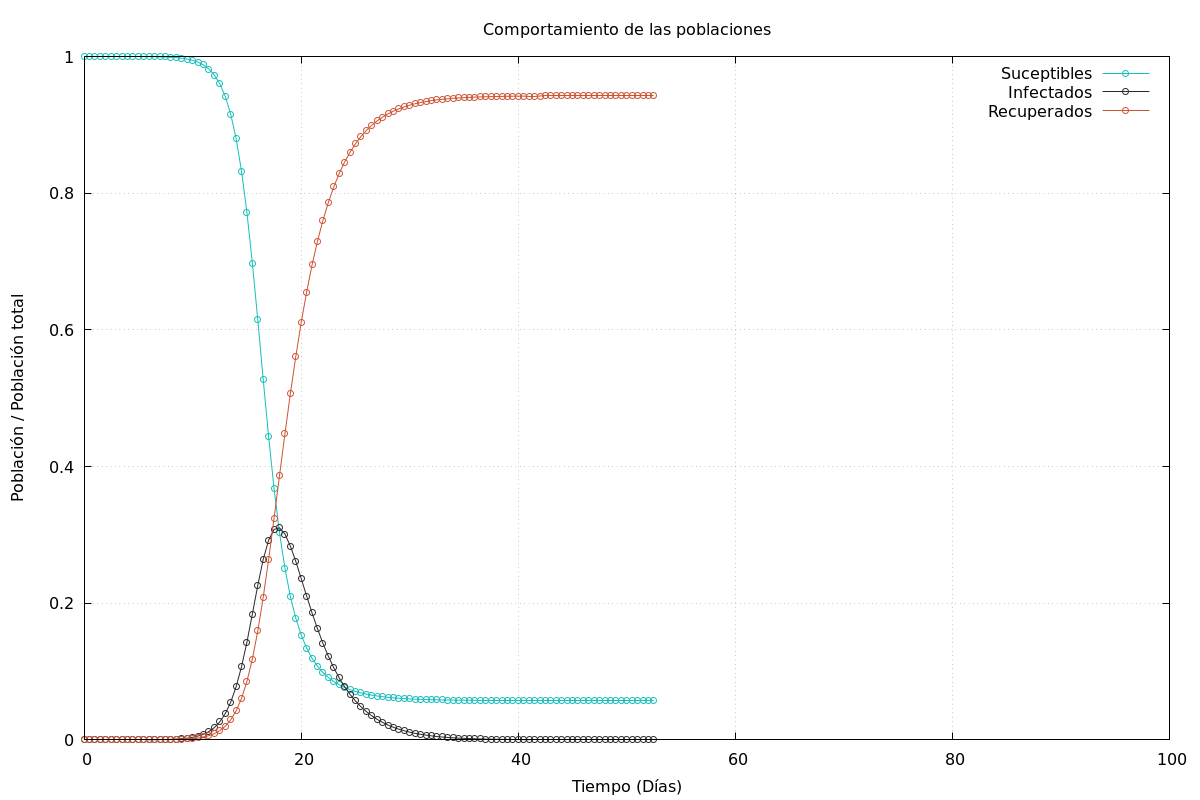 Comportamiento de las poblaciones
Suceptibles
Infectados
Recuperados
Población / Población total
1
0.8
0.6
0.4
0.2
0
0 20 40 60 80 100
Tiempo (Días)